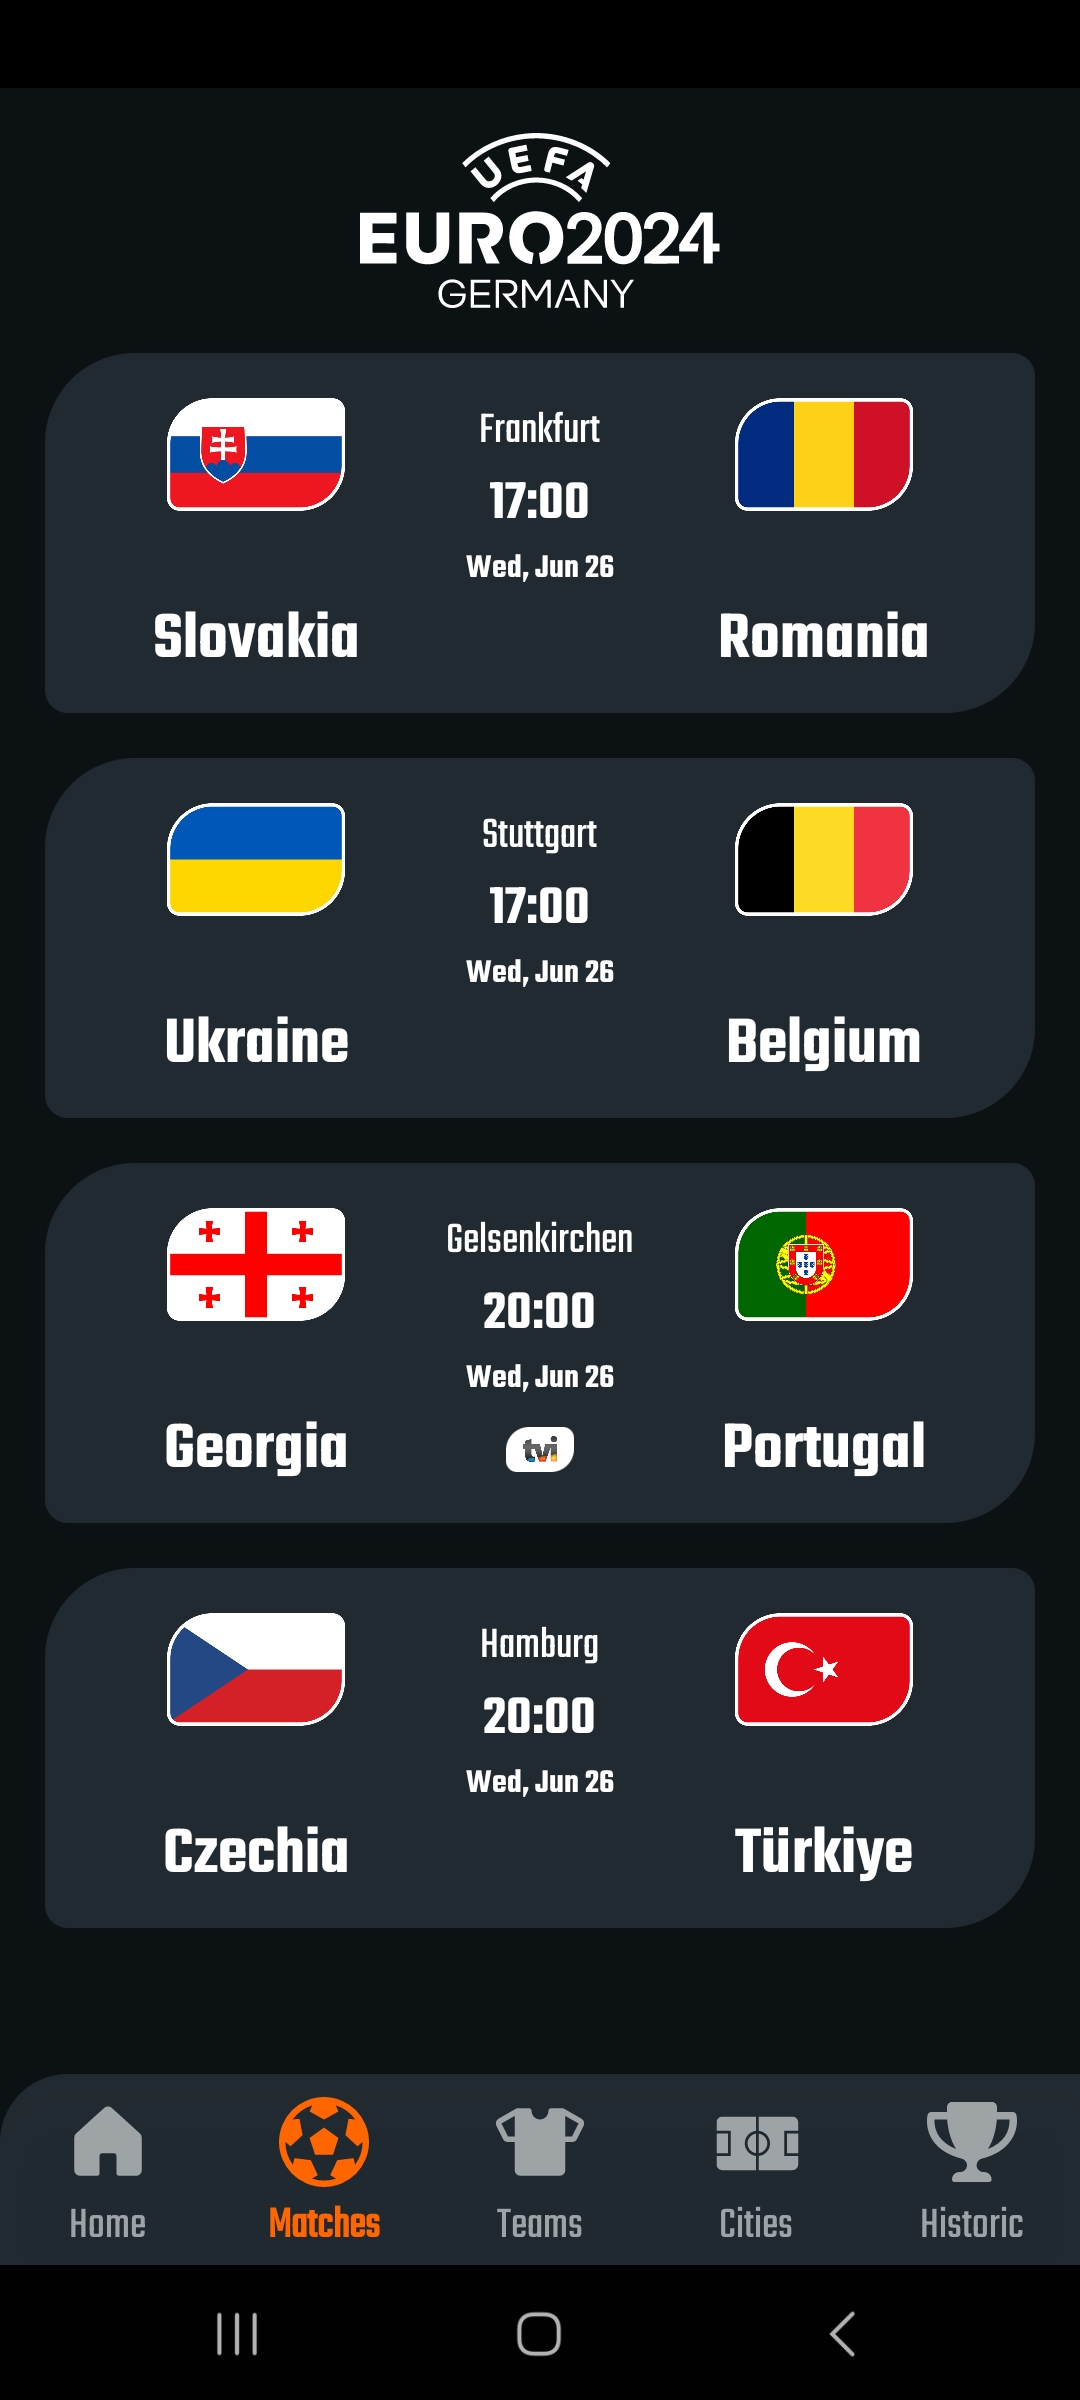 UEFA
EURO2024
GERMANY
Frankfurt
17:00
Wed, Jun 26
Slovakia
Romania
Stuttgart
17:00
Wed, Jun 26
Ukraine
Belgium
Gelsenkirchen
20:00
Wed, Jun 26
Georgia
tvi
Portugal
Hamburg
20:00
Wed, Jun 26
Czechia
Türkiye
Home
Matches
Teams
Cities
Historic